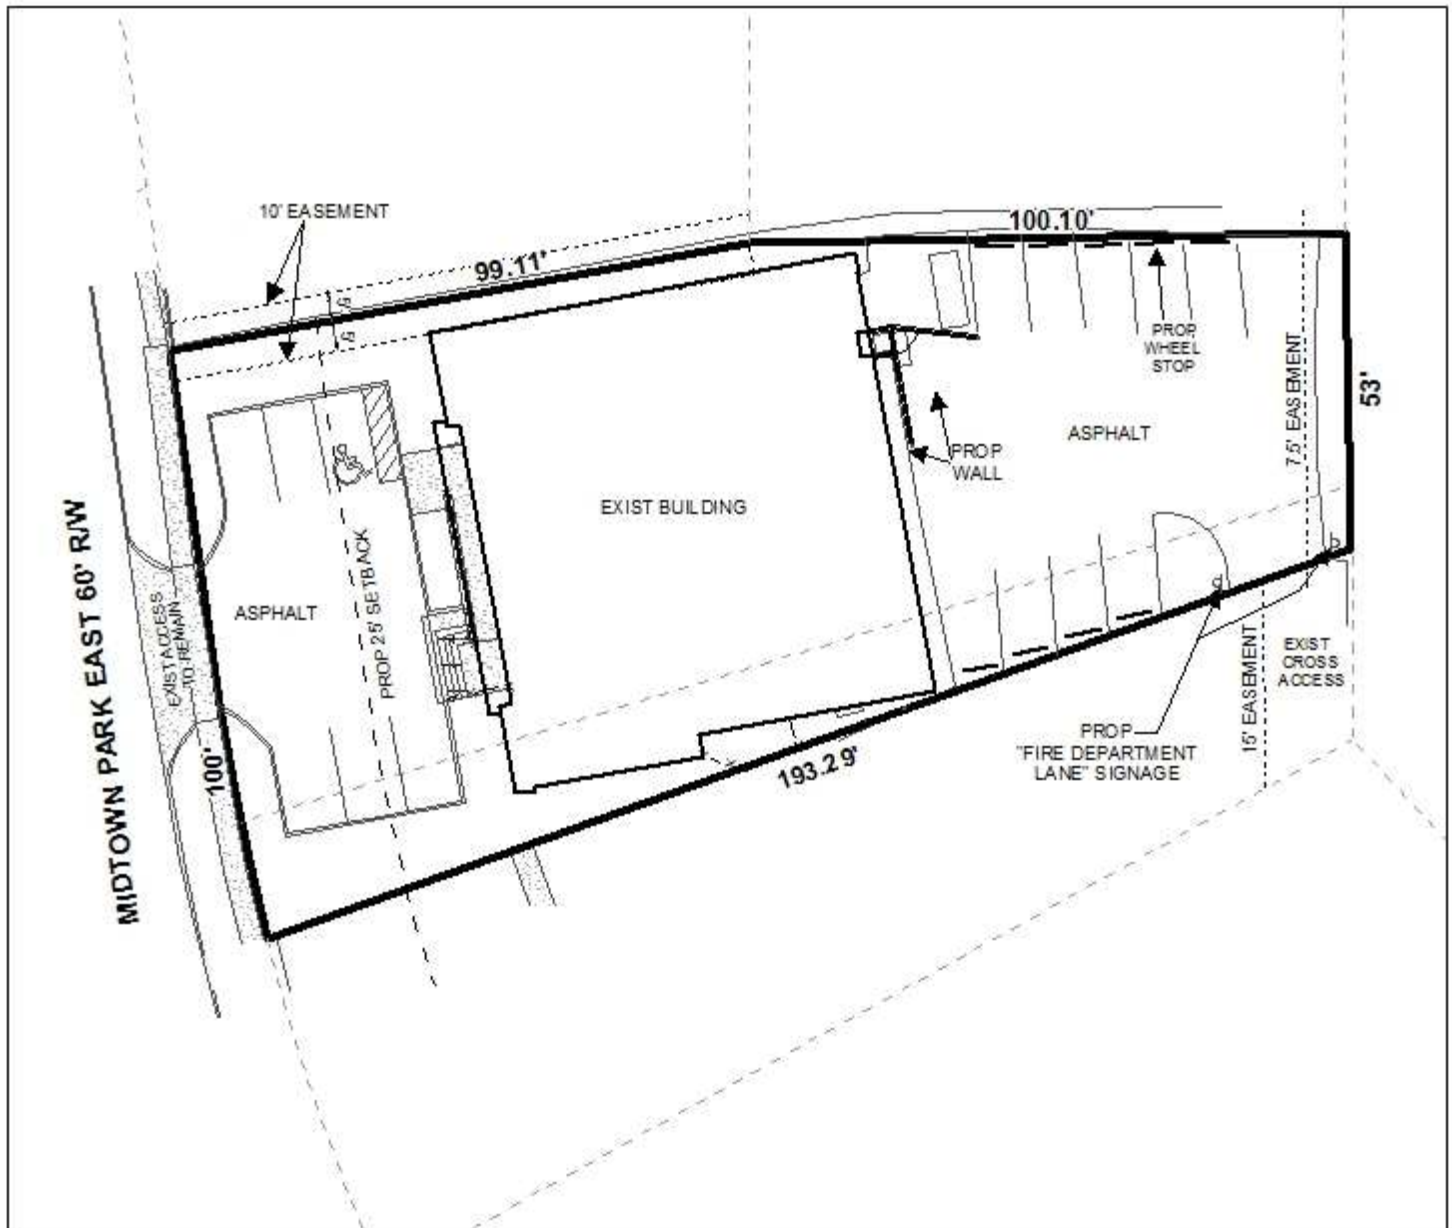 10' EASEMENT
99.11'
100.10'
5'
5'
PROP
WHEEL
STOP
7.5' EASEMENT
53'
ASPHALT
PROP
WALL
EXIST BUILDING
MIDTOWN PARK EAST 60' R/W
EXIST ACCESS
TO REMAIN
ASPHALT
PROP 25' SETBACK
100'
193.29'
PROP
"FIRE DEPARTMENT
LANE" SIGNAGE
15' EASEMENT
EXIST
CROSS
ACCESS